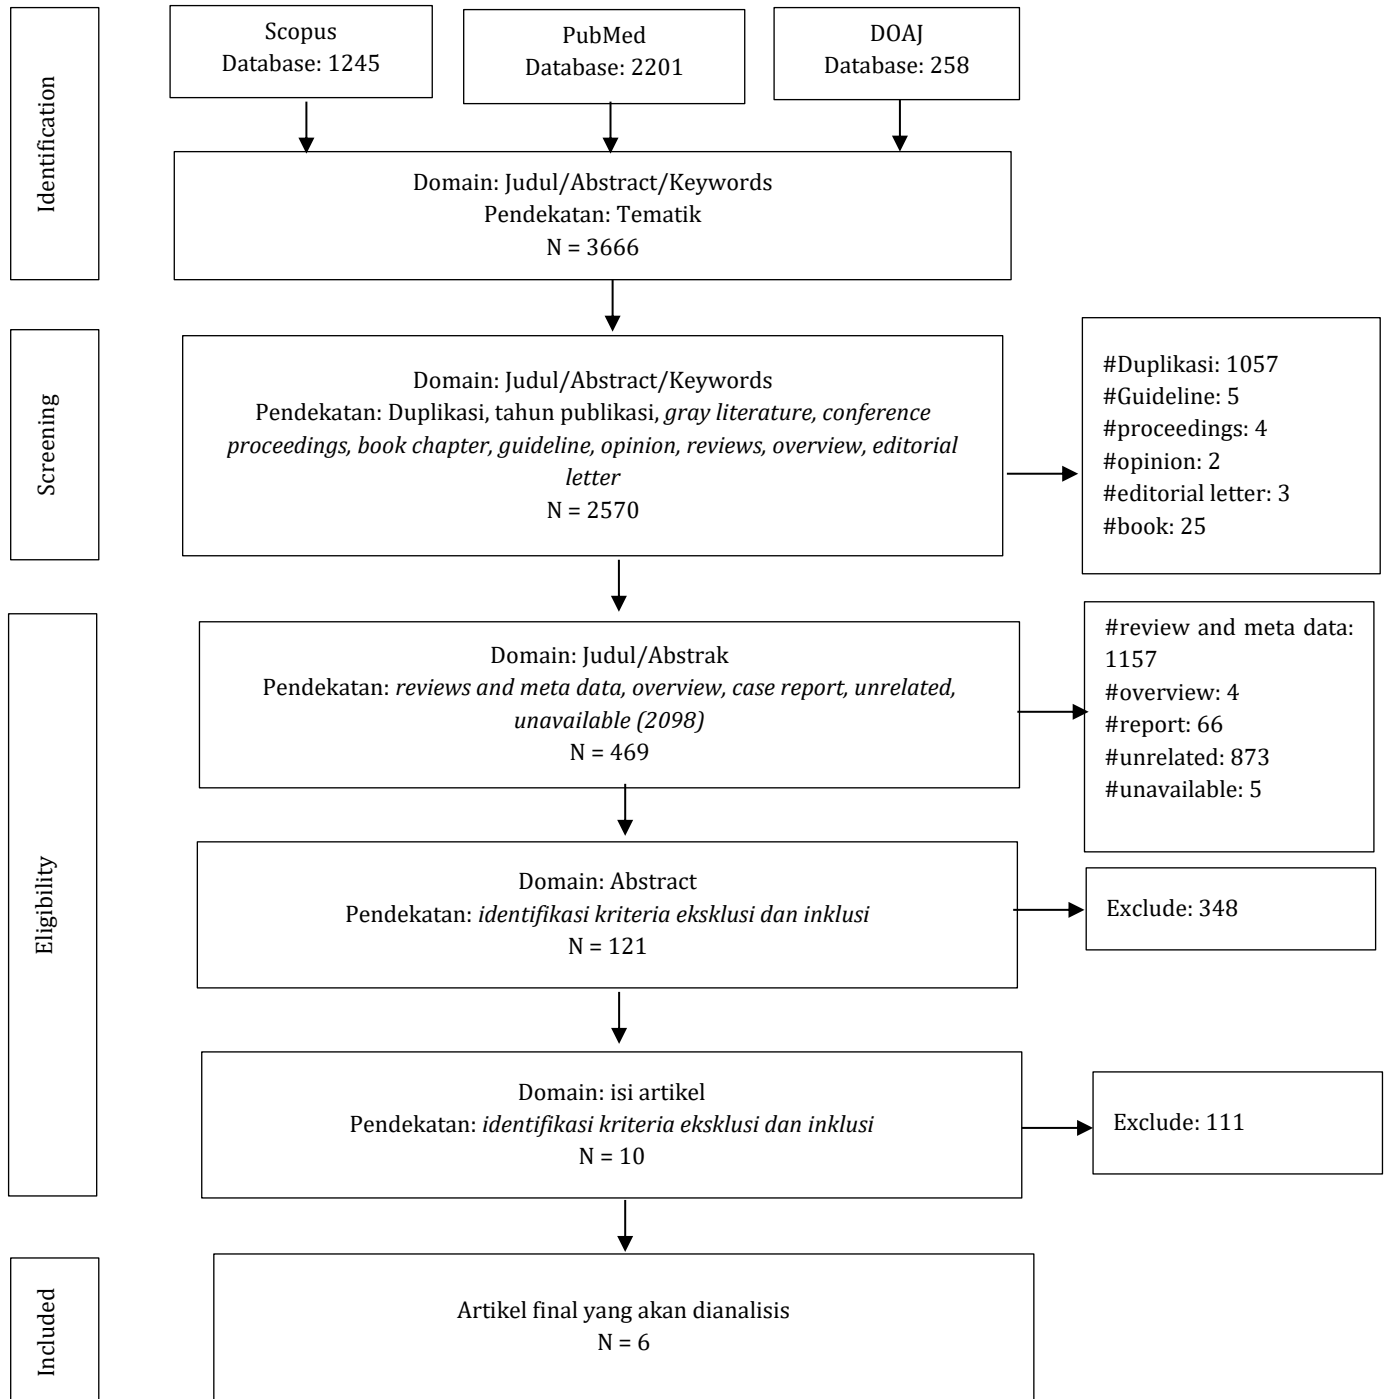 Identification
Scopus
Database: 1245
PubMed
Database: 2201
DOAJ
Database: 258
Domain: Judul/Abstract/Keywords
Pendekatan: Tematik
N = 3666
Screening
Domain: Judul/Abstract/Keywords
Pendekatan: Duplikasi, tahun publikasi, gray literature, conference
proceedings, book chapter, guideline, opinion, reviews, overview, editorial
letter
N = 2570
#Duplikasi: 1057
#Guideline: 5
#proceedings: 4
#opinion: 2
#editorial letter: 3
#book: 25
Eligibility
Domain: Judul/Abstrak
Pendekatan: reviews and meta data, overview, case report, unrelated,
unavailable (2098)
N = 469
#review and meta data:
1157
#overview: 4
#report: 66
#unrelated: 873
#unavailable: 5
Domain: Abstract
Pendekatan: identifikasi kriteria eksklusi dan inklusi
N = 121
Exclude: 348
Domain: isi artikel
Pendekatan: identifikasi kriteria eksklusi dan inklusi
N = 10
Exclude: 111
Included
Artikel final yang akan dianalisis
N = 6